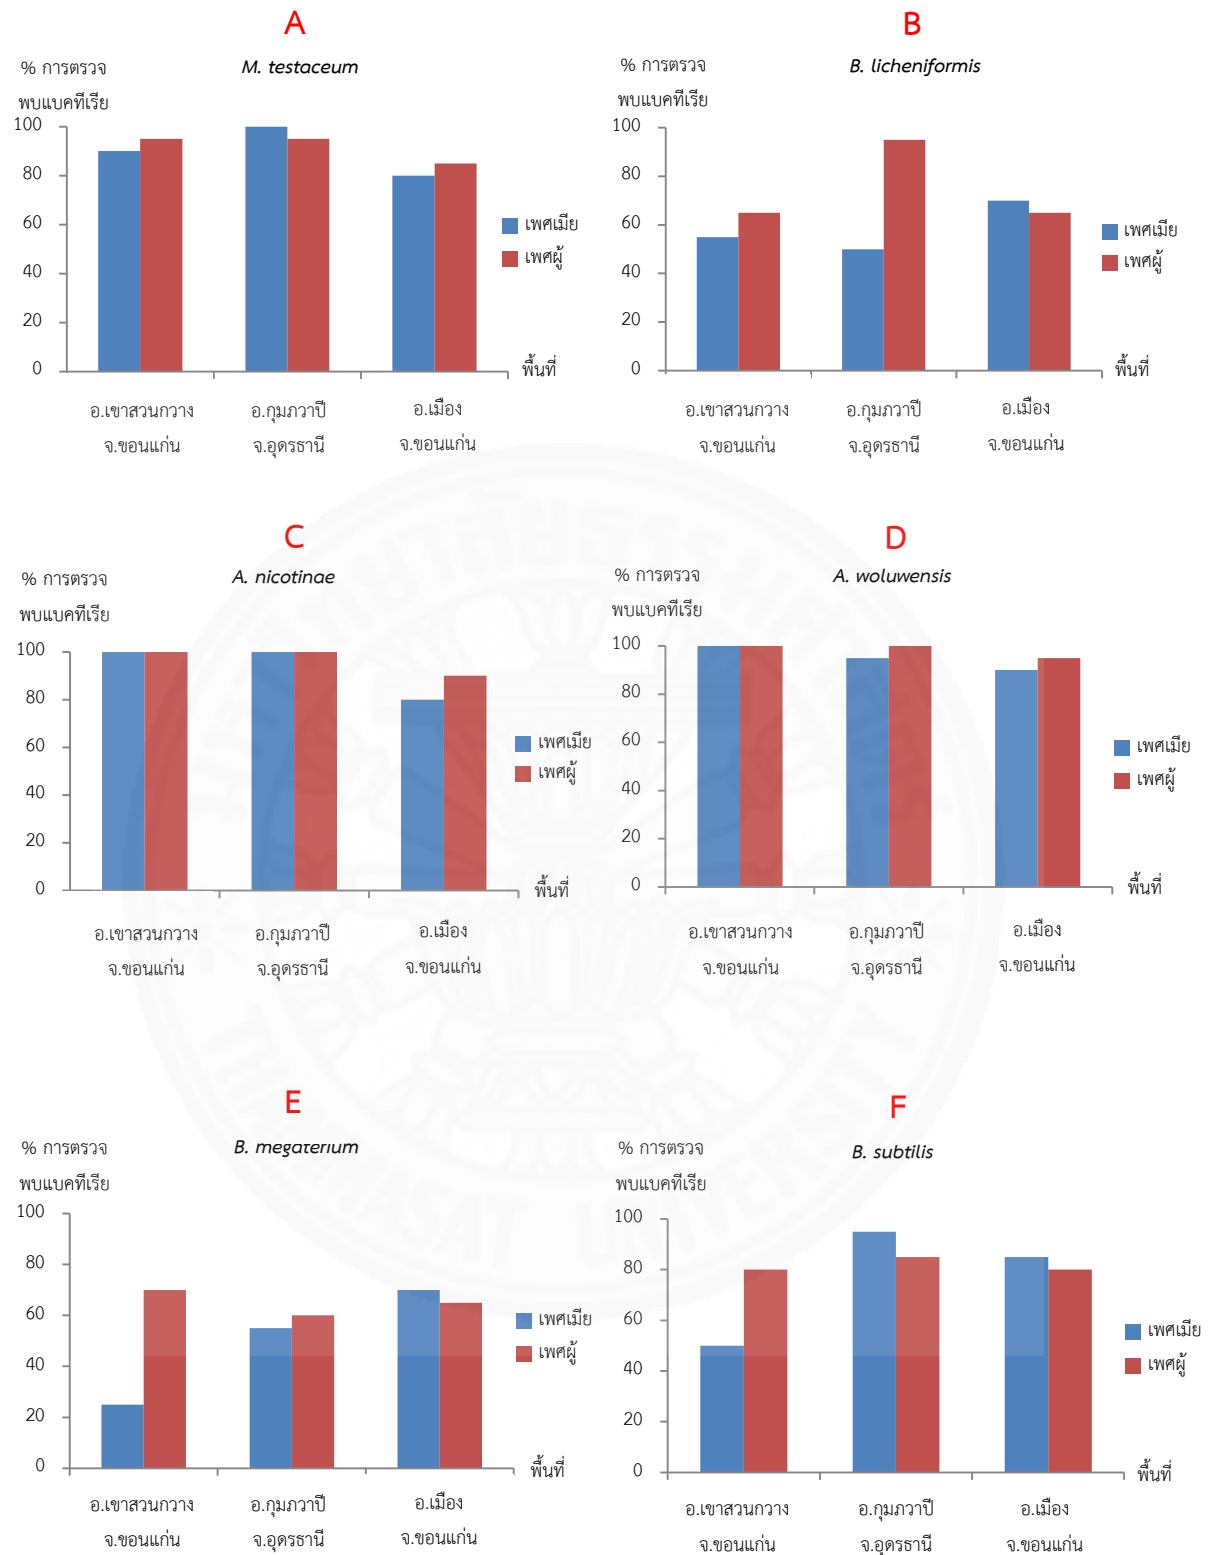 A
M. testaceum
% การตรวจ
พบแบคทีเรีย
100
80
60
40
20
0
เพศเมีย
เพศผู้
พื้นที่
อ.เขาสวนกวาง
จ.ขอนแก่น
อ.กุมภวาปี
จ.อุดรธานี
อ.เมือง
จ.ขอนแก่น
B
B. licheniformis
% การตรวจ
พบแบคทีเรีย
100
80
60
40
20
0
เพศเมีย
เพศผู้
พื้นที่
อ.เขาสวนกวาง
จ.ขอนแก่น
อ.กุมภวาปี
จ.อุดรธานี
อ.เมือง
จ.ขอนแก่น
C
A. nicotinae
% การตรวจ
พบแบคทีเรีย
100
80
60
40
20
0
เพศเมีย
เพศผู้
พื้นที่
อ.เขาสวนกวาง
จ.ขอนแก่น
อ.กุมภวาปี
จ.อุดรธานี
อ.เมือง
จ.ขอนแก่น
D
A. woluwensis
% การตรวจ
พบแบคทีเรีย
100
80
60
40
20
0
เพศเมีย
เพศผู้
พื้นที่
อ.เขาสวนกวาง
จ.ขอนแก่น
อ.กุมภวาปี
จ.อุดรธานี
อ.เมือง
จ.ขอนแก่น
E
B. megaterium
% การตรวจ
พบแบคทีเรีย
100
80
60
40
20
0
เพศเมีย
เพศผู้
พื้นที่
อ.เขาสวนกวาง
จ.ขอนแก่น
อ.กุมภวาปี
จ.อุดรธานี
อ.เมือง
จ.ขอนแก่น
F
B. subtilis
% การตรวจ
พบแบคทีเรีย
100
80
60
40
20
0
เพศเมีย
เพศผู้
พื้นที่
อ.เขาสวนกวาง
จ.ขอนแก่น
อ.กุมภวาปี
จ.อุดรธานี
อ.เมือง
จ.ขอนแก่น
มหาวิทยาลัยธรรมศาสตร์
THAMMASAT UNIVERSITY